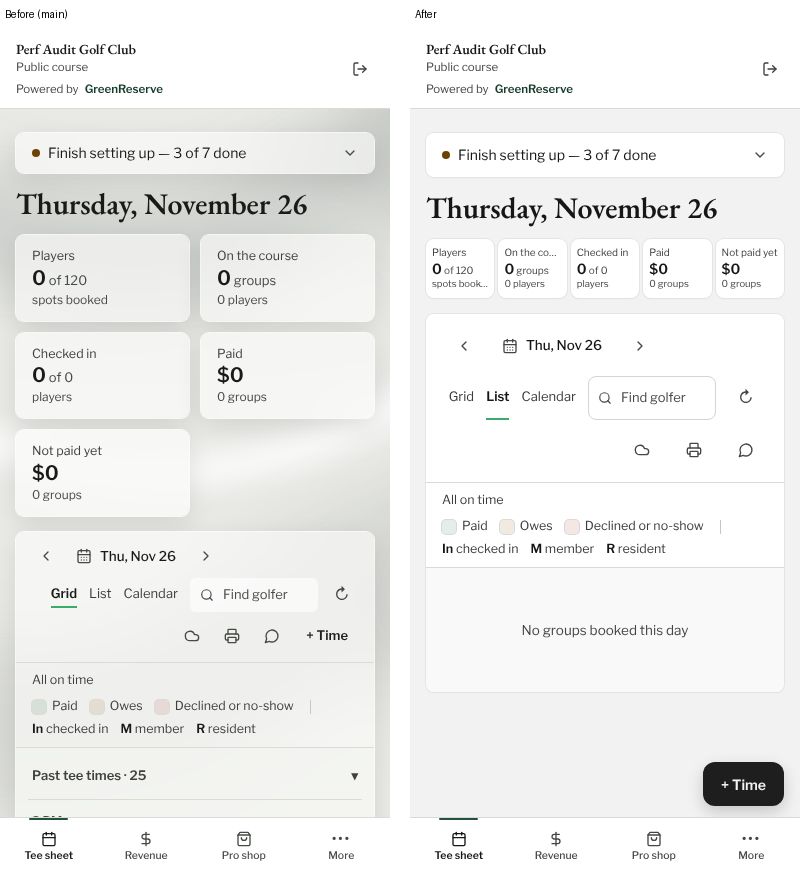 Before (main)
Perf Audit Golf Club
Public course
Powered by GreenReserve
Finish setting up — 3 of 7 done
Thursday, November 26
Players
0 of 120
spots booked
On the course
0 groups
0 players
Checked in
0 of 0
players
Paid
$0
0 groups
Not paid yet
$0
0 groups
Thu, Nov 26
Grid List Calendar Find golfer
+ Time
All on time
Paid Owes Declined or no-show
In checked in M member R resident
Past tee times · 25
Tee sheet Revenue Pro shop More
After
Perf Audit Golf Club
Public course
Powered by GreenReserve
Finish setting up — 3 of 7 done
Thursday, November 26
Players
0 of 120
spots book...
On the co...
0 groups
0 players
Checked in
0 of 0
players
Paid
$0
0 groups
Not paid yet
$0
0 groups
Thu, Nov 26
Grid List Calendar Find golfer
All on time
Paid Owes Declined or no-show
In checked in M member R resident
No groups booked this day
+ Time
Tee sheet Revenue Pro shop More